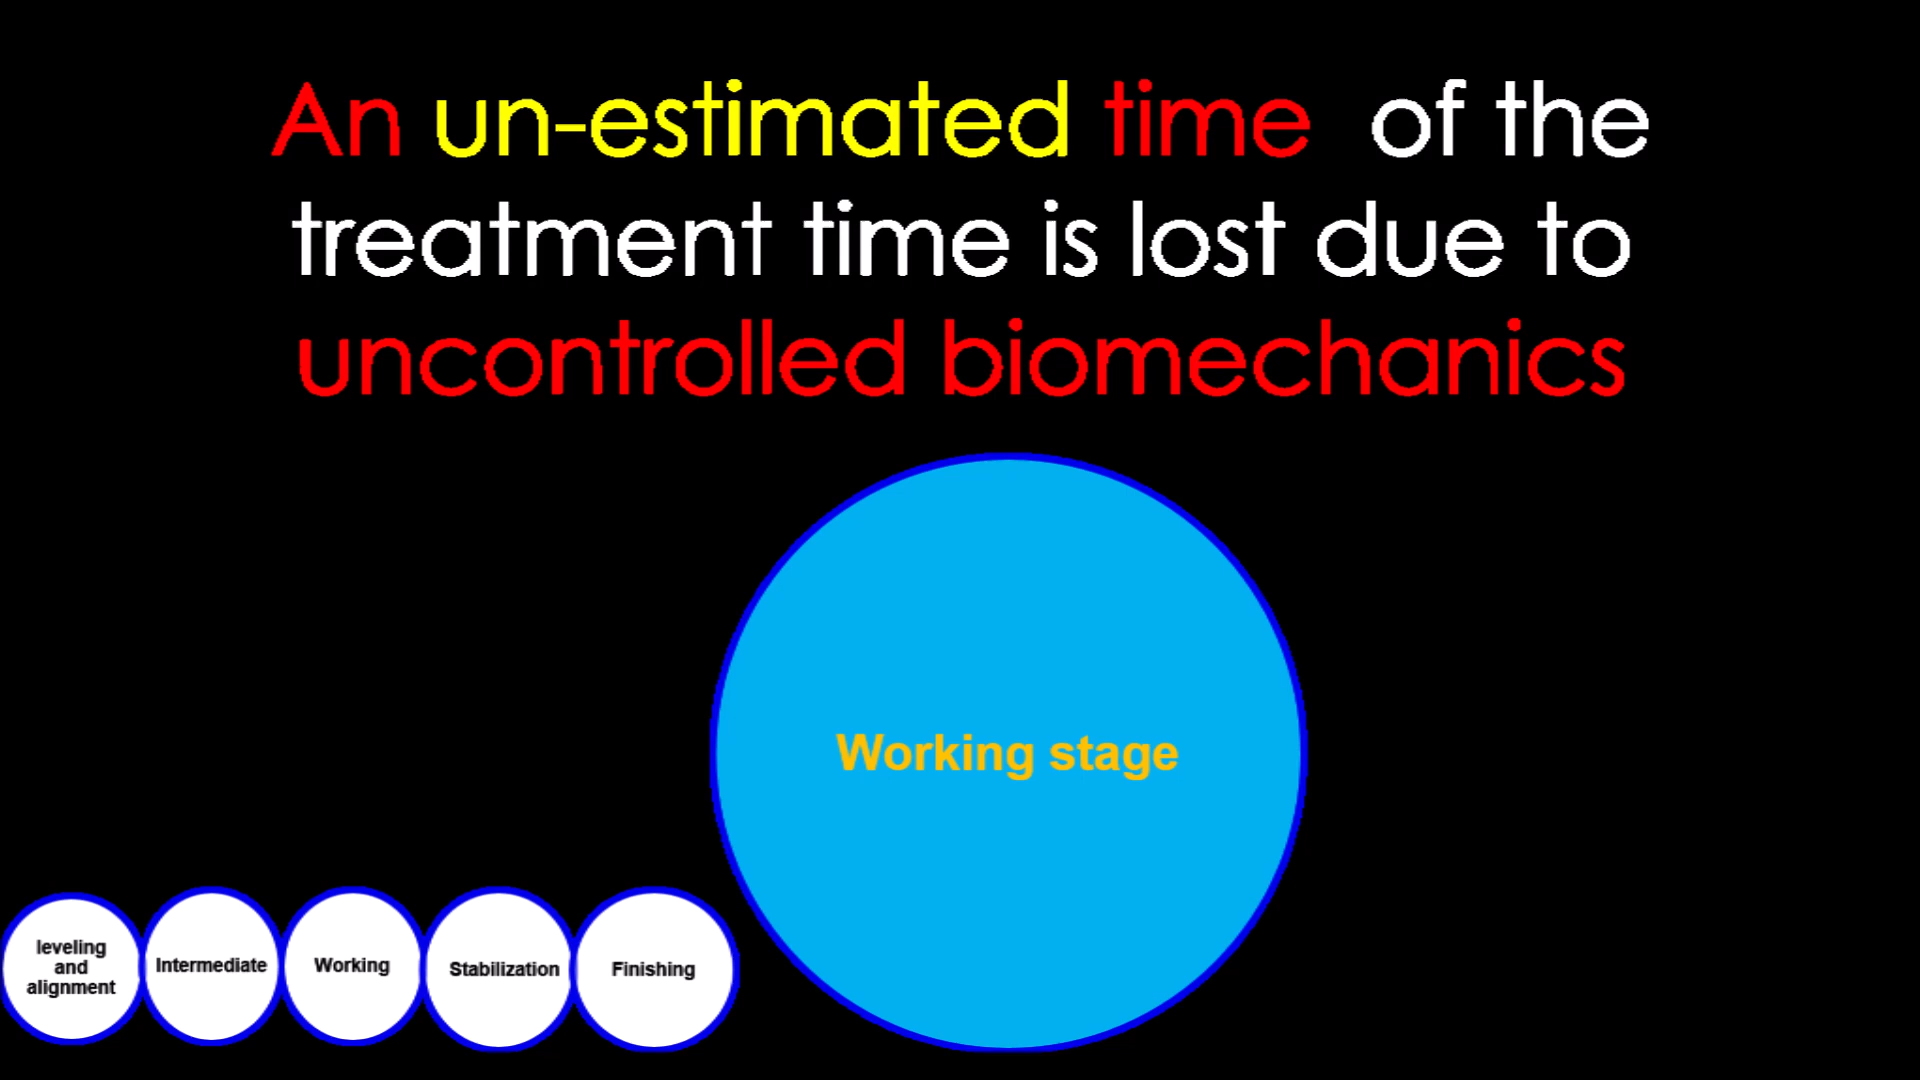 An un-estimated time of the
treatment time is lost due to
uncontrolled biomechanics
Working stage
leveling
and
alignment
Intermediate
Working
Stabilization
Finishing